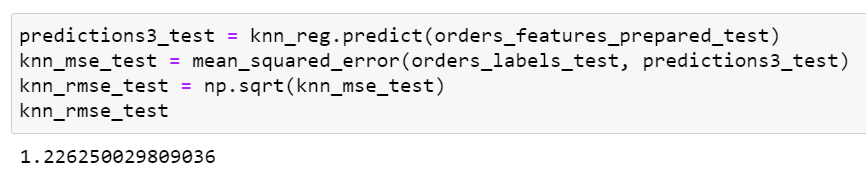 predictions3_test = knn_reg.predict(orders_features_prepared_test)
knn_mse_test = mean_squared_error(orders_labels_test, predictions3_test)
knn_rmse_test = np.sqrt(knn_mse_test)
knn_rmse_test
1.226250029809036